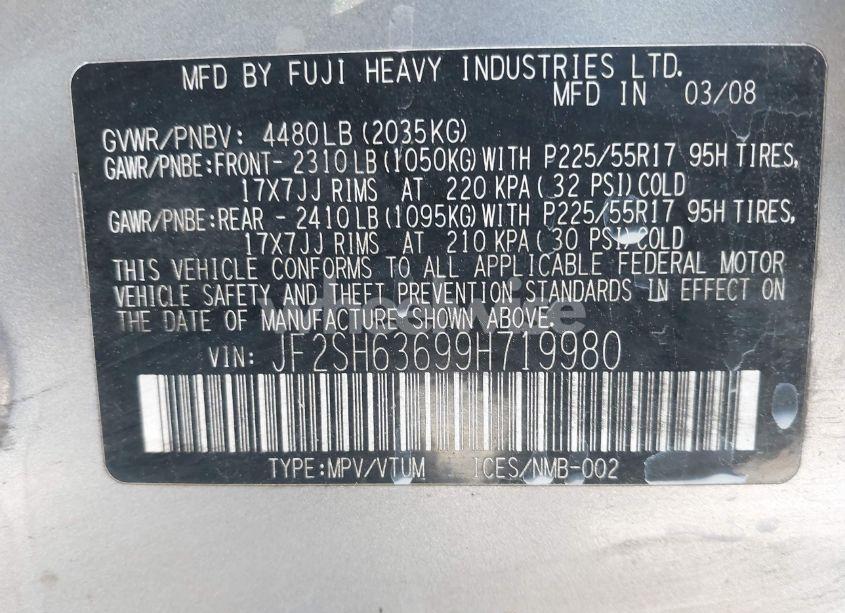 MFD BY FUJI HEAVY INDUSTRIES LTD.
MFD IN 03/08
GVWR/PNBV: 4480LB(2035KG)
GAWR/PNBE:FRONT- 2310LB(1050KG)WITH P225/55R17 95H TIRES,
17X7JJ RIMS AT 220 KPA( 32 PSI)COLD
GAWR/PNBE:REAR - 2410LB(1095KG)WITH P225/55R17 95H TIRES,
17X7JJ RIMS AT 210 KPA( 30 PSI)COLD
THIS VEHICLE CONFORMS TO ALL APPLICABLE FEDERAL MOTOR
VEHICLE SAFETY AND THEFT PREVENTION STANDARDS IN EFFECT ON
THE DATE OF MANUFACTURE SHOWN ABOVE.
VIN: JF2SH63699H719980
TYPE:MPV/VTUM ICES/NMB-002